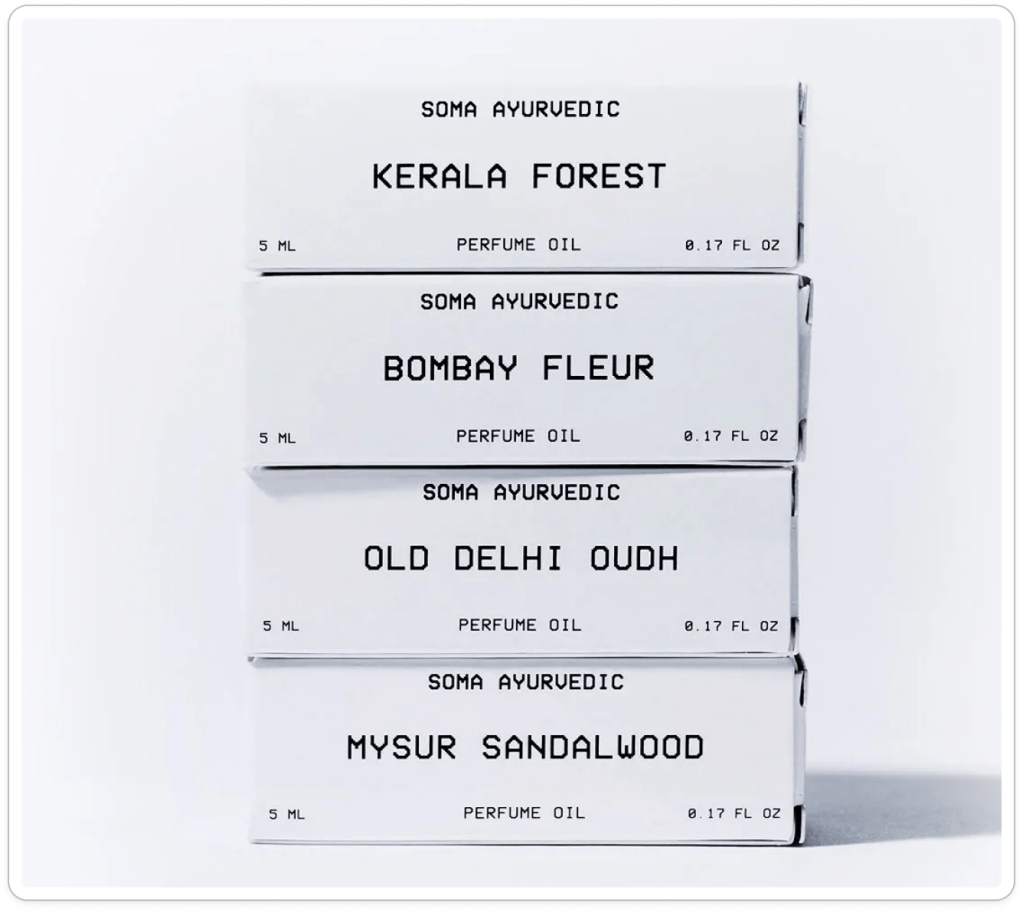 SOMA AYURVEDIC
KERALA FOREST
5 ML PERFUME OIL 0.17 FL OZ
SOMA AYURVEDIC
BOMBAY FLEUR
5 ML PERFUME OIL 0.17 FL OZ
SOMA AYURVEDIC
OLD DELHI OUDH
5 ML PERFUME OIL 0.17 FL OZ
SOMA AYURVEDIC
MYSUR SANDALWOOD
5 ML PERFUME OIL 0.17 FL OZ